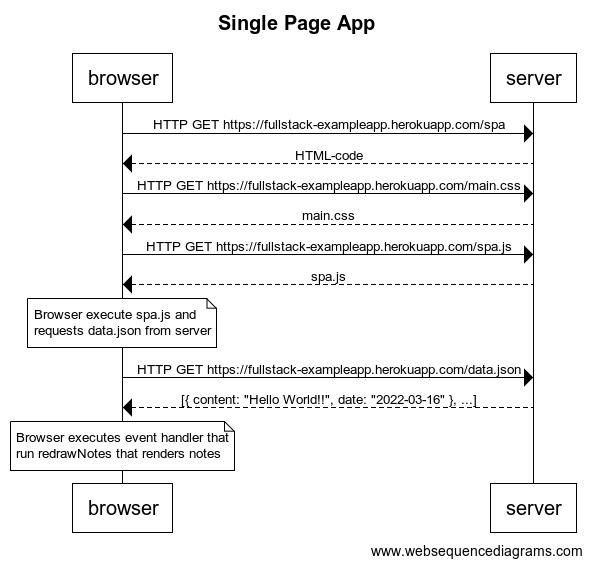 Single Page App
browser
server
HTTP GET https://fullstack-exampleapp.herokuapp.com/spa
HTML-code
HTTP GET https://fullstack-exampleapp.herokuapp.com/main.css
main.css
HTTP GET https://fullstack-exampleapp.herokuapp.com/spa.js
spa.js
Browser execute spa.js and
requests data.json from server
HTTP GET https://fullstack-exampleapp.herokuapp.com/data.json
[{ content: "Hello World!!", date: "2022-03-16" }, ...]
Browser executes event handler that
run redrawNotes that renders notes
browser
server
www.websequencediagrams.com